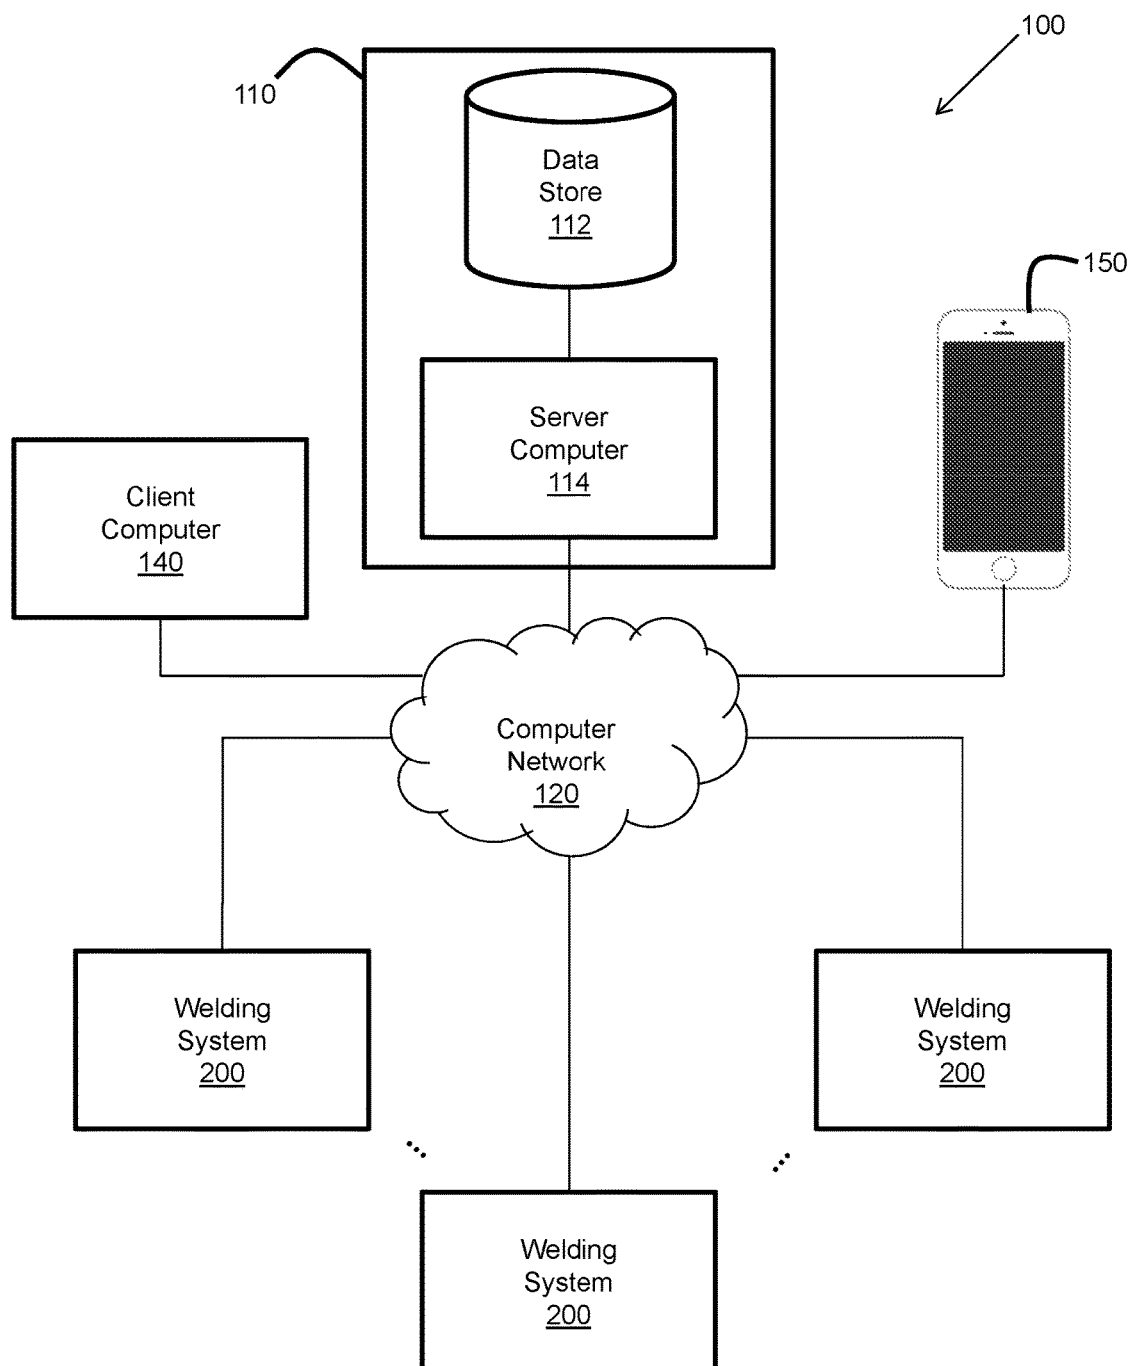 100
110
Data
Store
112
150
Server
Computer
114
Client
Computer
140
Computer
Network
120
Welding
System
200
Welding
System
200
Welding
System
200